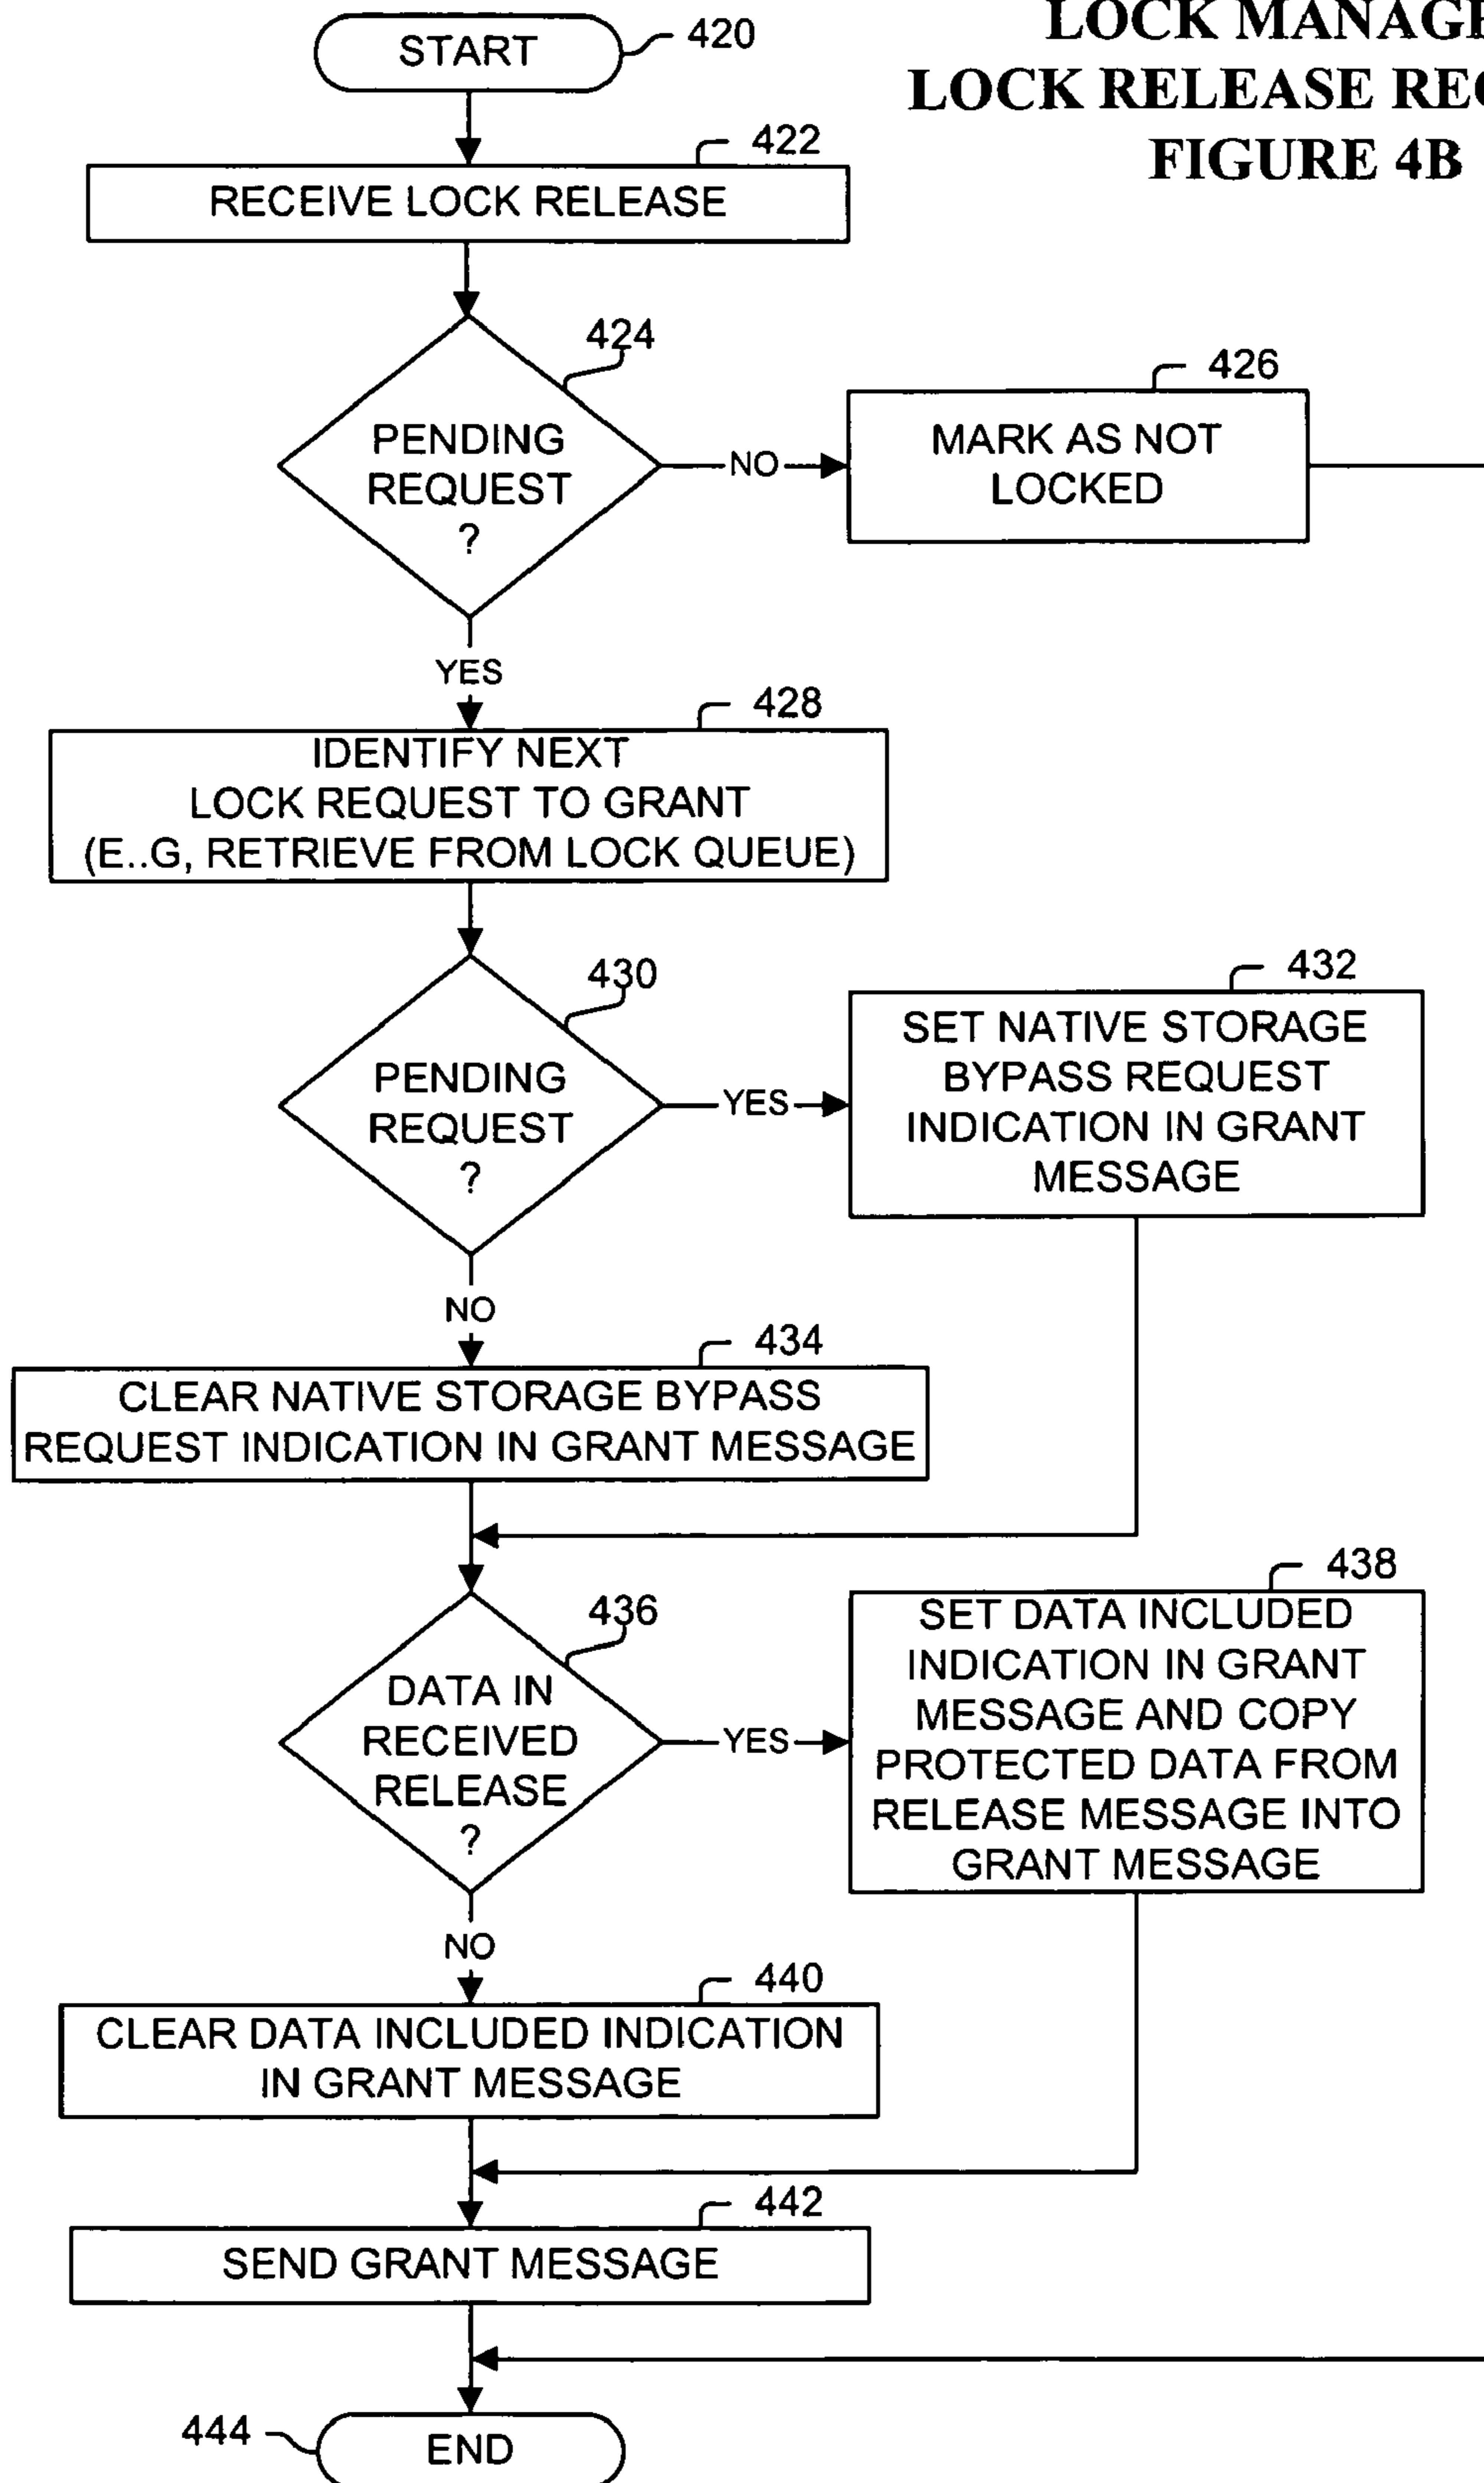 LOCK RELEASE
FIGURE 4B
START
420
422
RECEIVE LOCK RELEASE
424
PENDING
REQUEST
?
NO
426
MARK AS NOT
LOCKED
YES
428
IDENTIFY NEXT
LOCK REQUEST TO GRANT
(E..G, RETRIEVE FROM LOCK QUEUE)
430
PENDING
REQUEST
?
YES
432
SET NATIVE STORAGE
BYPASS REQUEST
INDICATION IN GRANT
MESSAGE
NO
434
CLEAR NATIVE STORAGE BYPASS
REQUEST INDICATION IN GRANT MESSAGE
436
DATA IN
RECEIVED
RELEASE
?
YES
438
SET DATA INCLUDED
INDICATION IN GRANT
MESSAGE AND COPY
PROTECTED DATA FROM
RELEASE MESSAGE INTO
GRANT MESSAGE
NO
440
CLEAR DATA INCLUDED INDICATION
IN GRANT MESSAGE
442
SEND GRANT MESSAGE
444
END